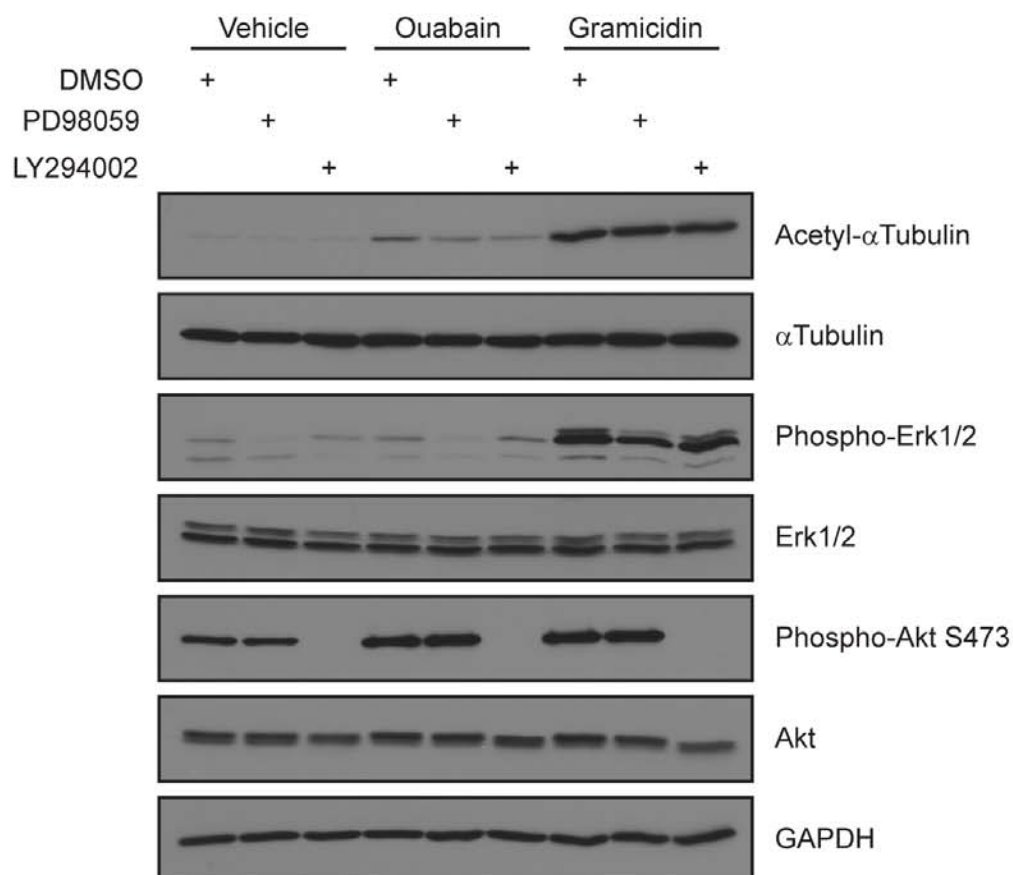 Vehicle Ouabain Gramicidin
DMSO + + +
PD98059 + + +
LY294002 + + +
Acetyl-αTubulin
αTubulin
Phospho-Erk1/2
Erk1/2
Phospho-Akt S473
Akt
GAPDH